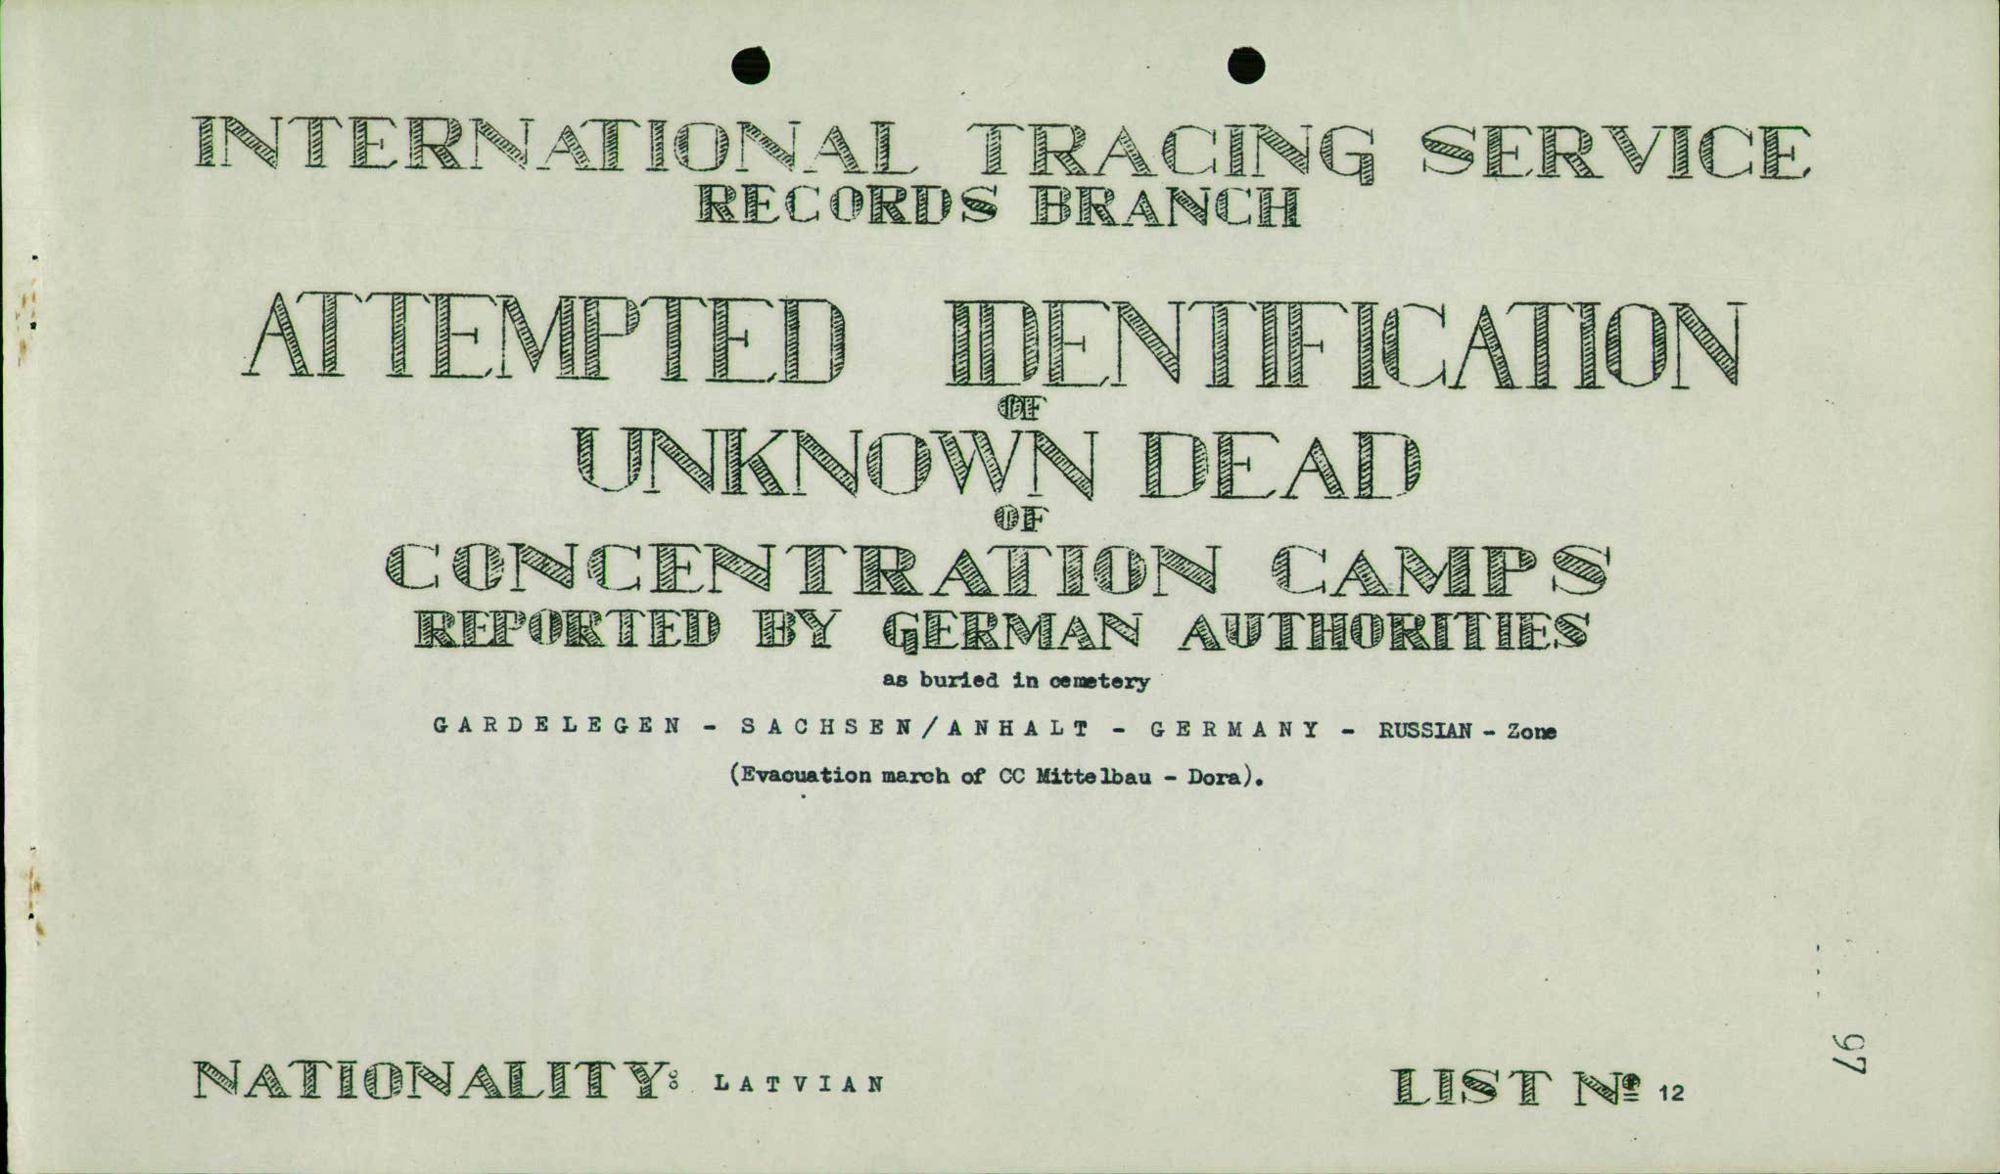 INTERNATIONAL TRACING SERVICE
RECORDS BRANCH
ATTEMPTED IDENTIFICATION
OF
UNKNOWN DEAD
OF
CONCENTRATION CAMPS
REPORTED BY GERMAN AUTHORITIES
as buried in cemetery
GARDELEGEN - SACHSEN/ANHALT - GERMANY - RUSSIAN - Zone
(Evacuation march of CC Mittelbau - Dora).
97
NATIONALITY: LATVIAN
LIST Nº 12